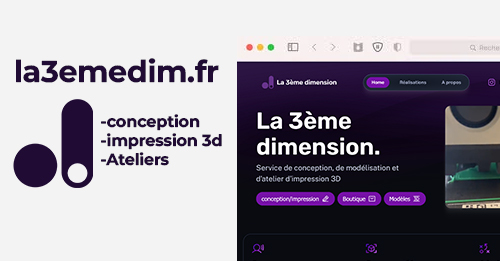 la3emedim.fr
-conception
-impression 3d
-Ateliers
Reche
La 3ème dimension
Home
Réalisations
A propos
La 3ème
dimension.
Service de conception, de modélisation et
d'atelier d'impression 3D
conception/impression
Boutique
Modèles